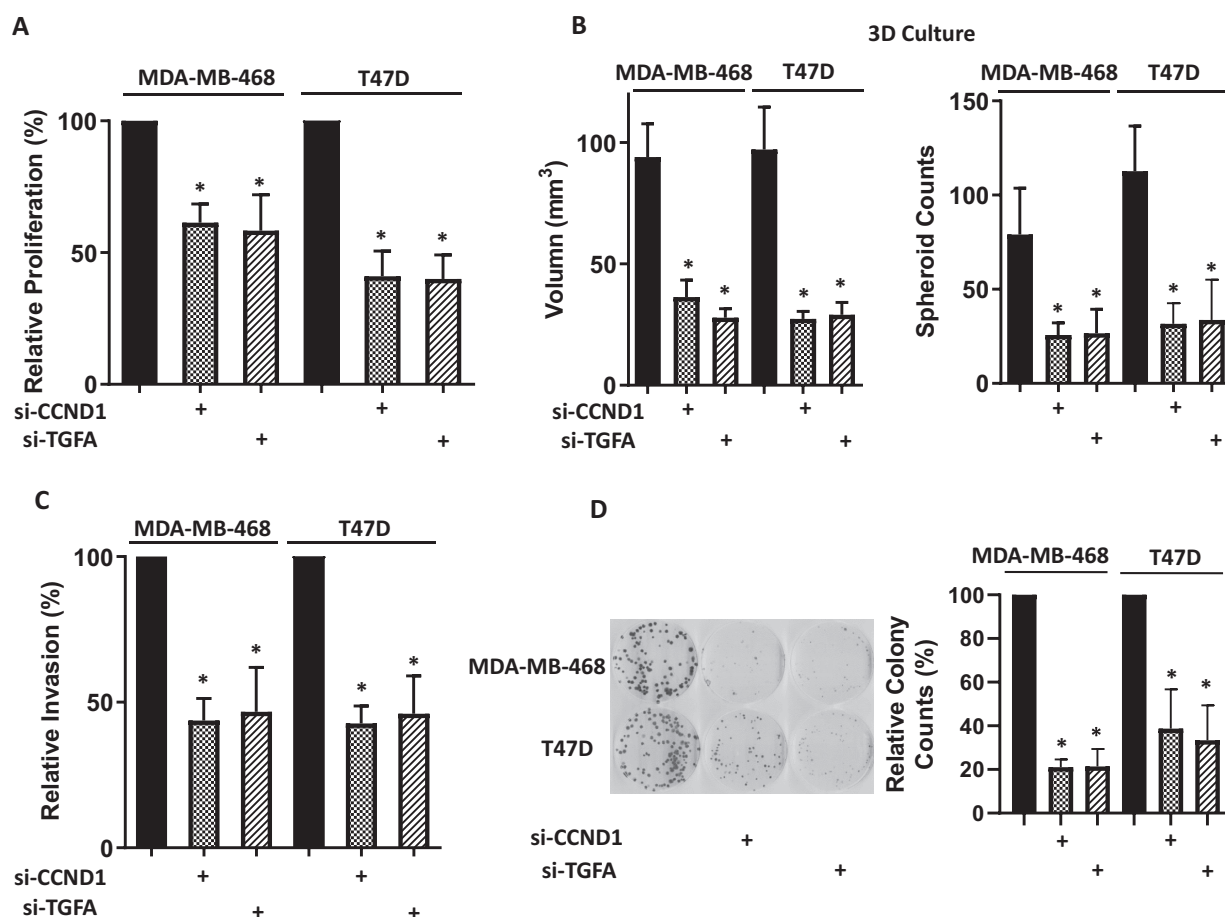 A
MDA-MB-468 T47D
Relative Proliferation (%)
100
50
0
* * * *
si-CCND1 + +
si-TGFA + +
B
3D Culture
MDA-MB-468 T47D
Volumn (mm3)
100
50
0
* * * *
si-CCND1 + +
si-TGFA + +
MDA-MB-468 T47D
Spheroid Counts
150
100
50
0
* * * *
+ +
+ +
C
MDA-MB-468 T47D
Relative Invasion (%)
100
50
0
* * * *
si-CCND1 + +
si-TGFA + +
D
MDA-MB-468
T47D
si-CCND1 +
si-TGFA +
MDA-MB-468 T47D
Relative Colony
Counts (%)
100
80
60
40
20
0
* * * *
+ +
+ +